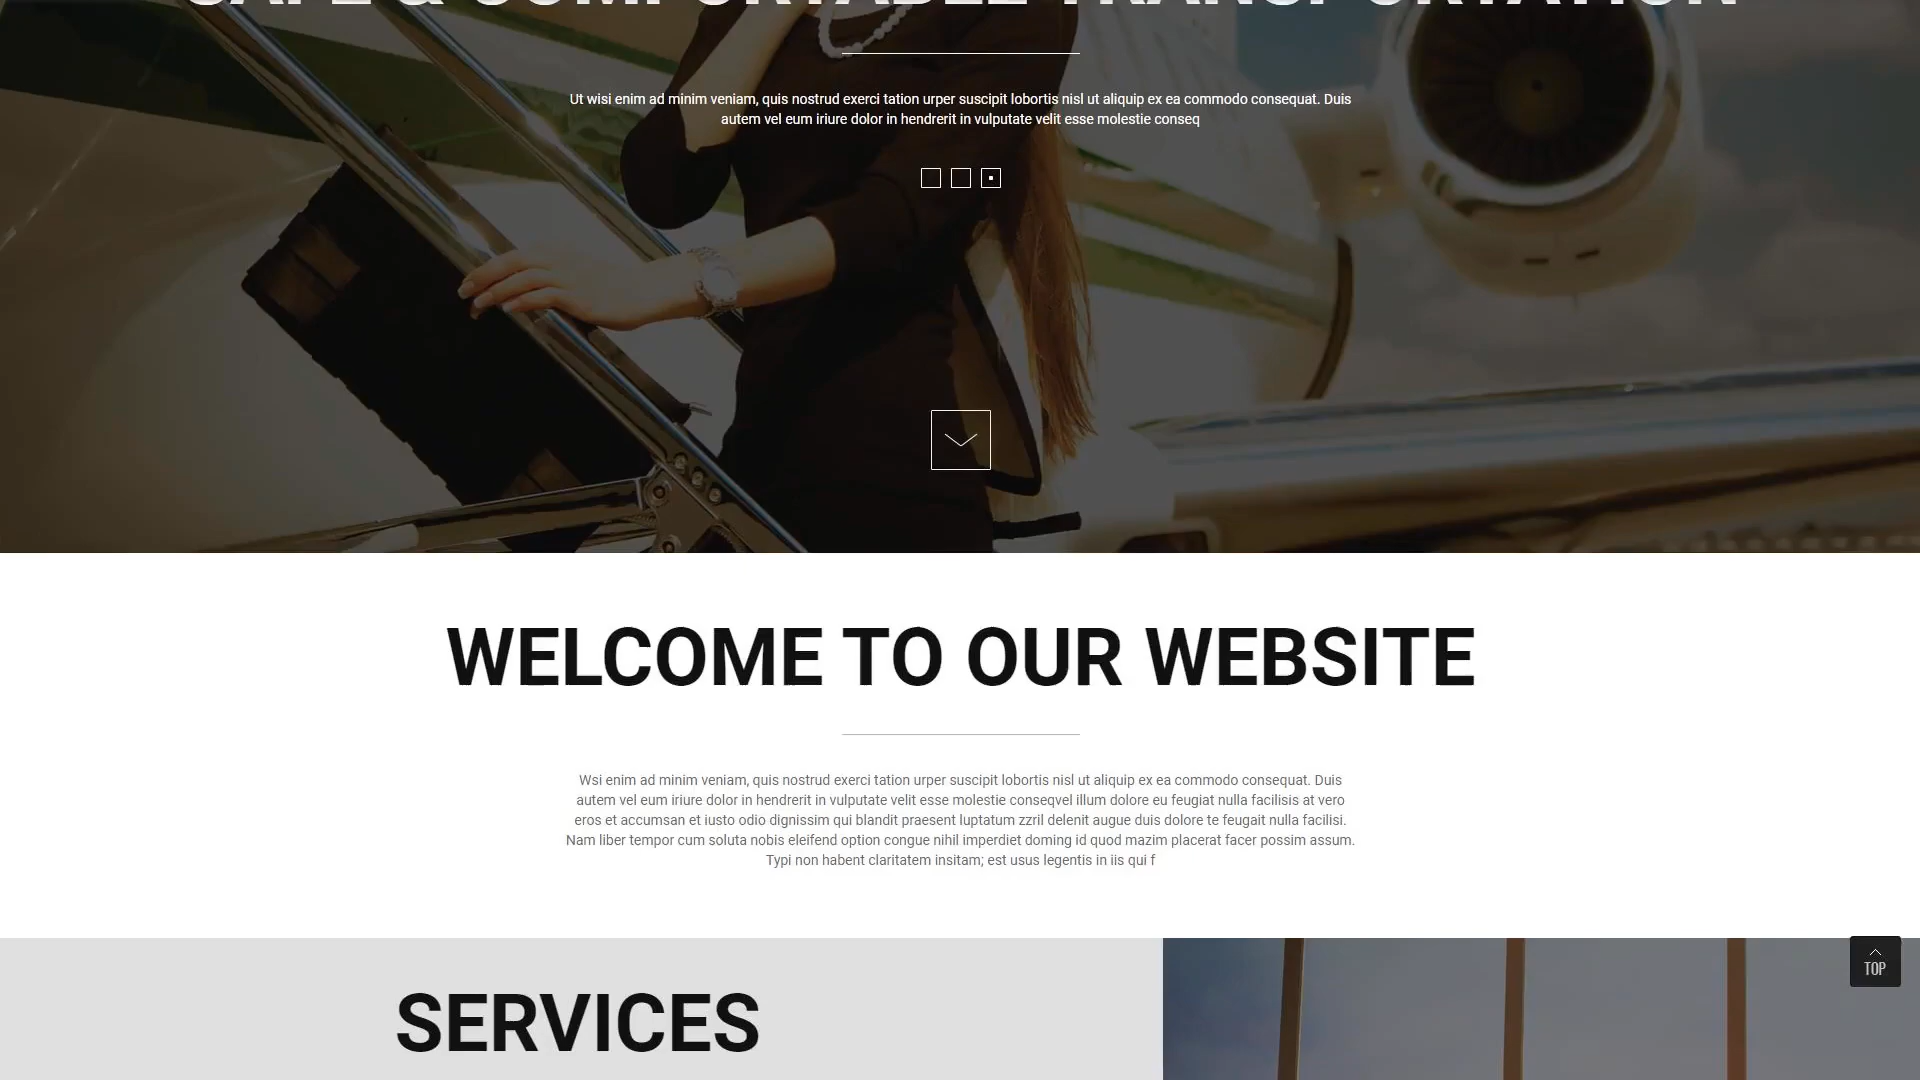 SAFE & COMFORTABLE TRANSPORTATION
Ut wisi enim ad minim veniam, quis nostrud exerci tation urper suscipit lobortis nisl ut aliquip ex ea commodo consequat. Duis
autem vel eum iriure dolor in hendrerit in vulputate velit esse molestie conseq
WELCOME TO OUR WEBSITE
Wsi enim ad minim veniam, quis nostrud exerci tation urper suscipit lobortis nisl ut aliquip ex ea commodo consequat. Duis
autem vel eum iriure dolor in hendrerit in vulputate velit esse molestie conseqvel illum dolore eu feugiat nulla facilisis at vero
eros et accumsan et iusto odio dignissim qui blandit praesent luptatum zzril delenit augue duis dolore te feugait nulla facilisi.
Nam liber tempor cum soluta nobis eleifend option congue nihil imperdiet doming id quod mazim placerat facer possim assum.
Typi non habent claritatem insitam; est usus legentis in iis qui f
TOP
SERVICES